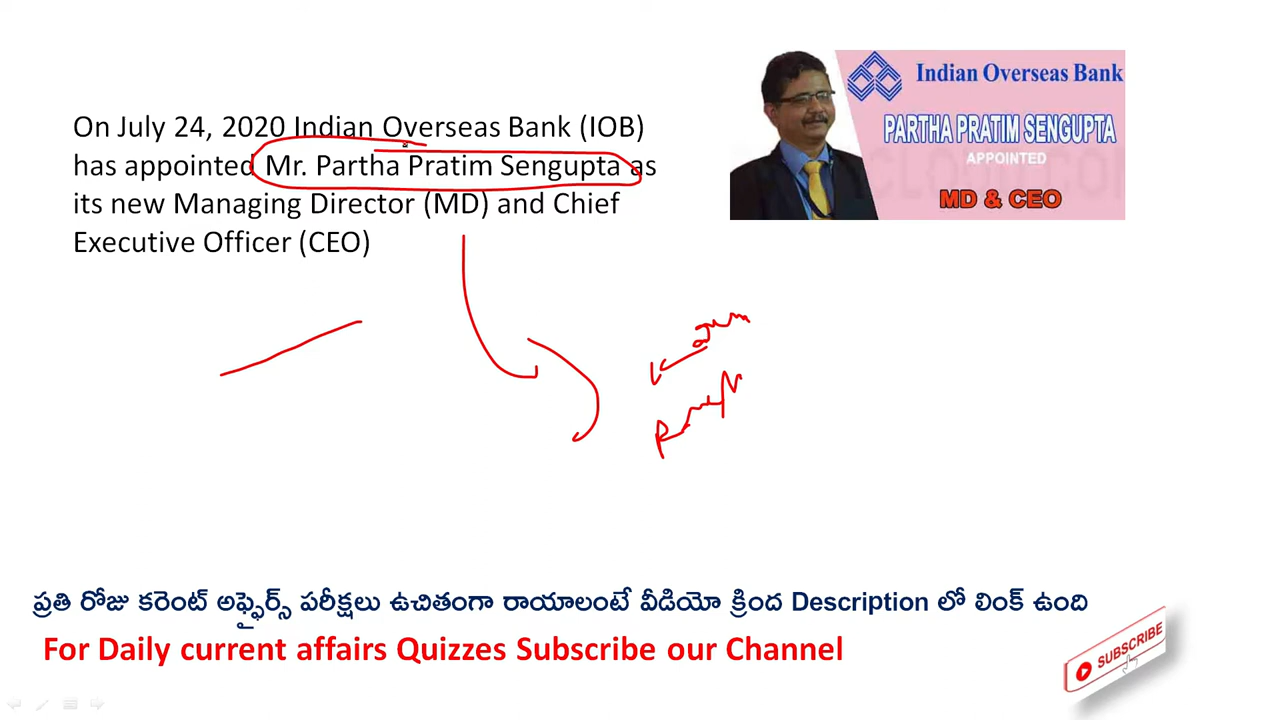 On July 24, 2020 Indian Overseas Bank (IOB)
has appointed Mr. Partha Pratim Sengupta as
its new Managing Director (MD) and Chief
Executive Officer (CEO)
Indian Overseas Bank
PARTHA PRATIM SENGUPTA
APPOINTED
MD & CEO
ప్రతి రోజు కరెంట్ అఫ్ఫైర్స్ పరీక్షలు ఉచితంగా రాయాలంటే వీడియో క్రింద Description లో లింక్ ఉంది
For Daily current affairs Quizzes Subscribe our Channel
SUBSCRIBE